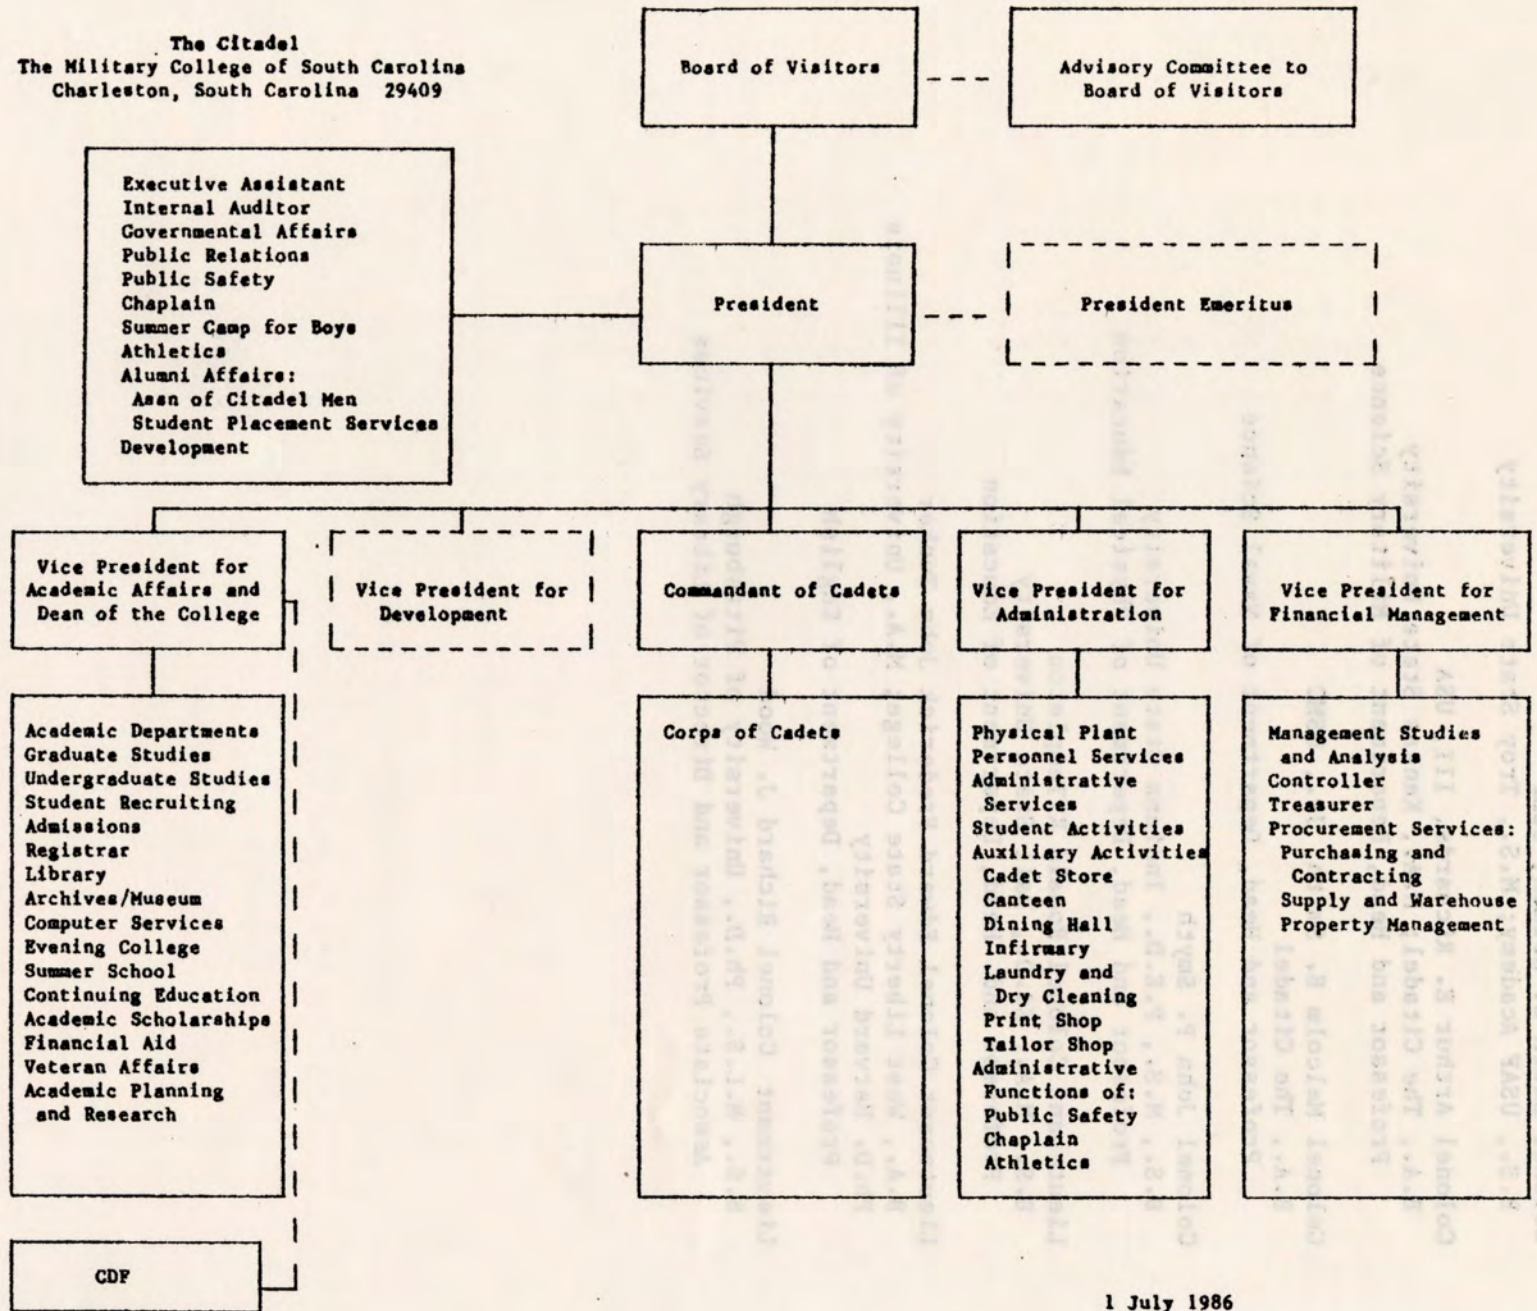 The Citadel
The Military College of South Carolina
Charleston, South Carolina 29409
Board of Visitors
Advisory Committee to
Board of Visitors
Executive Assistant
Internal Auditor
Governmental Affairs
Public Relations
Public Safety
Chaplain
Summer Camp for Boys
Athletics
Alumni Affairs:
Assn of Citadel Men
Student Placement Services
Development
President
President Emeritus
Vice President for
Academic Affairs and
Dean of the College
Vice President for
Development
Commandant of Cadets
Vice President for
Administration
Vice President for
Financial Management
Academic Departments
Graduate Studies
Undergraduate Studies
Student Recruiting
Admissions
Registrar
Library
Archives/Museum
Computer Services
Evening College
Summer School
Continuing Education
Academic Scholarships
Financial Aid
Veteran Affairs
Academic Planning
and Research
Corps of Cadets
Physical Plant
Personnel Services
Administrative
Services
Student Activities
Auxiliary Activities
Cadet Store
Canteen
Dining Hall
Infirmary
Laundry and
Dry Cleaning
Print Shop
Tailor Shop
Administrative
Functions of:
Public Safety
Chaplain
Athletics
Management Studies
and Analysis
Controller
Treasurer
Procurement Services:
Purchasing and
Contracting
Supply and Warehouse
Property Management
CDF
1 July 1986